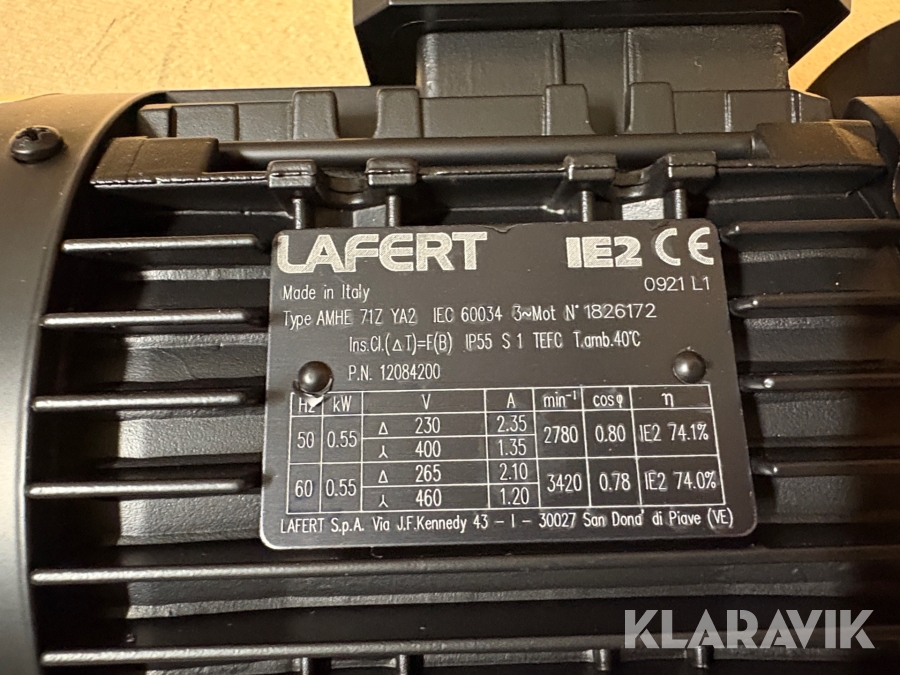 LAFERT IE2 CE
0921 L1
Made in Italy
Type AMHE 71Z YA2 IEC 60034 3~Mot N° 1826172
Ins.Cl.(ΔT)=F(B) IP55 S 1 TEFC T.amb.40°C
P.N. 12084200
Hz kW V A min⁻¹ cosφ η
50 0.55 Δ 230 2.35 2780 0.80 IE2 74.1%
⅄ 400 1.35
60 0.55 Δ 265 2.10 3420 0.78 IE2 74.0%
⅄ 460 1.20
LAFERT S.p.A. Via J.F.Kennedy 43 - I - 30027 San Dona' di Piave (VE)
KLARAVIK